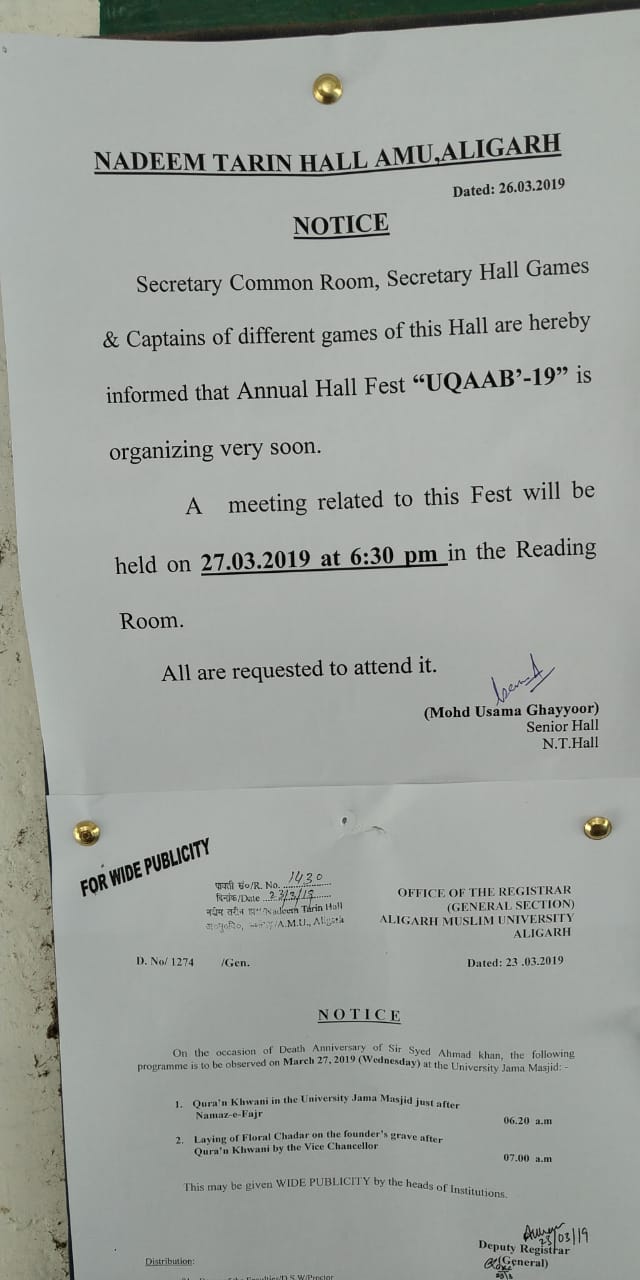 NADEEM TARIN HALL AMU,ALIGARH
Dated: 26.03.2019
NOTICE
Secretary Common Room, Secretary Hall Games
& Captains of different games of this Hall are hereby
informed that Annual Hall Fest “UQAAB’-19” is
organizing very soon.
A meeting related to this Fest will be
held on 27.03.2019 at 6:30 pm in the Reading
Room.
All are requested to attend it.
(Mohd Usama Ghayyoor)
Senior Hall
N.T.Hall
FOR WIDE PUBLICITY
सं०/R. No. 1430
दिनांक/Date 23/3/19
नदीम तरीन /Nadeem Tarin Hall
/A.M.U., Aligarh
OFFICE OF THE REGISTRAR
(GENERAL SECTION)
ALIGARH MUSLIM UNIVERSITY
ALIGARH
D. No/ 1274 /Gen.
Dated: 23 .03.2019
NOTICE
On the occasion of Death Anniversary of Sir Syed Ahmad khan, the following
programme is to be observed on March 27, 2019 (Wednesday) at the University Jama Masjid: -
1. Qura'n Khwani in the University Jama Masjid just after
Namaz-e-Fajr
06.20 a.m
2. Laying of Floral Chadar on the founder's grave after
Qura'n Khwani by the Vice Chancellor
07.00 a.m
This may be given WIDE PUBLICITY by the heads of Institutions.
23/03/19
Deputy Registrar
(General)
Distribution: